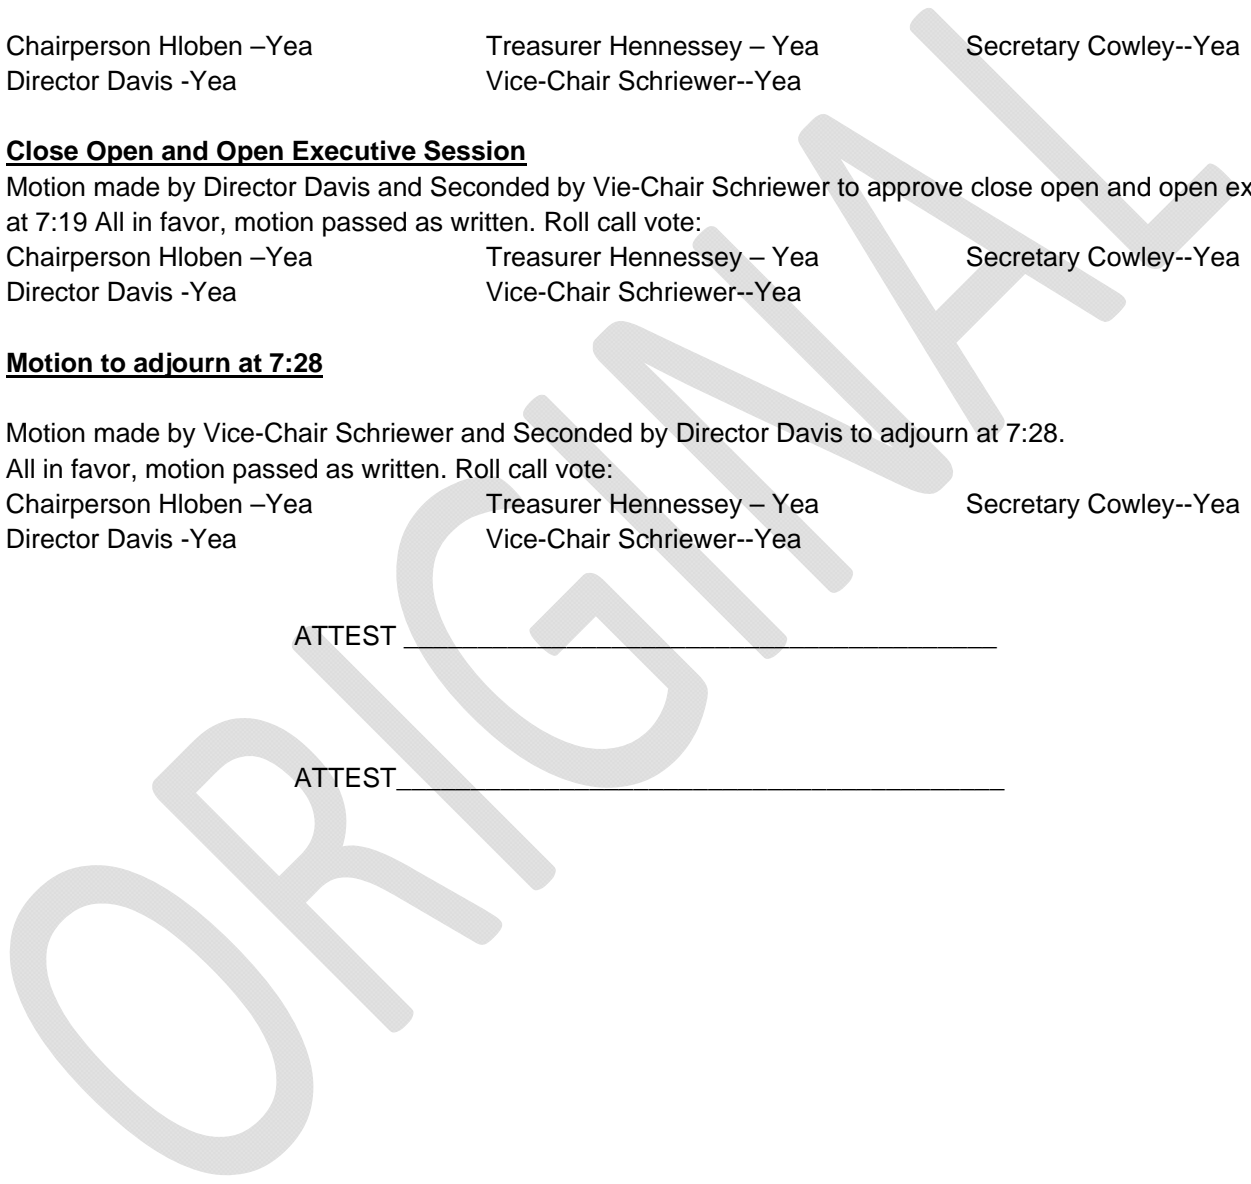 Chairperson Hloben –Yea Treasurer Hennessey – Yea Secretary Cowley--Yea
Director Davis -Yea Vice-Chair Schriewer--Yea
Close Open and Open Executive Session
Motion made by Director Davis and Seconded by Vie-Chair Schriewer to approve close open and open ex
at 7:19 All in favor, motion passed as written. Roll call vote:
Chairperson Hloben –Yea Treasurer Hennessey – Yea Secretary Cowley--Yea
Director Davis -Yea Vice-Chair Schriewer--Yea
Motion to adjourn at 7:28
Motion made by Vice-Chair Schriewer and Seconded by Director Davis to adjourn at 7:28.
All in favor, motion passed as written. Roll call vote:
Chairperson Hloben –Yea Treasurer Hennessey – Yea Secretary Cowley--Yea
Director Davis -Yea Vice-Chair Schriewer--Yea
ATTEST ________________________________________
ATTEST_________________________________________
ORIGINAL